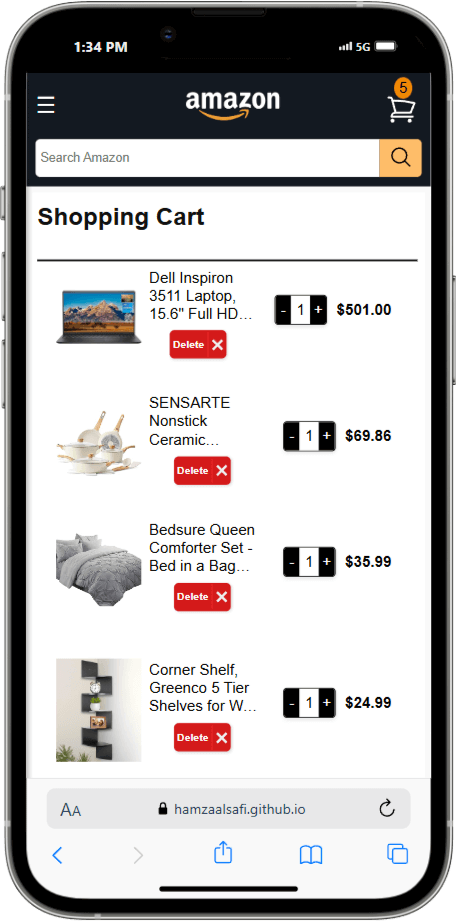 1:34 PM
5G
5
amazon
Search Amazon
Shopping Cart
Dell Inspiron
3511 Laptop,
15.6" Full HD...
- 1 +
$501.00
Delete ✕
SENSARTE
Nonstick
Ceramic...
- 1 +
$69.86
Delete ✕
Bedsure Queen
Comforter Set -
Bed in a Bag...
- 1 +
$35.99
Delete ✕
Corner Shelf,
Greenco 5 Tier
Shelves for W...
- 1 +
$24.99
Delete ✕
AA
hamzaalsafi.github.io